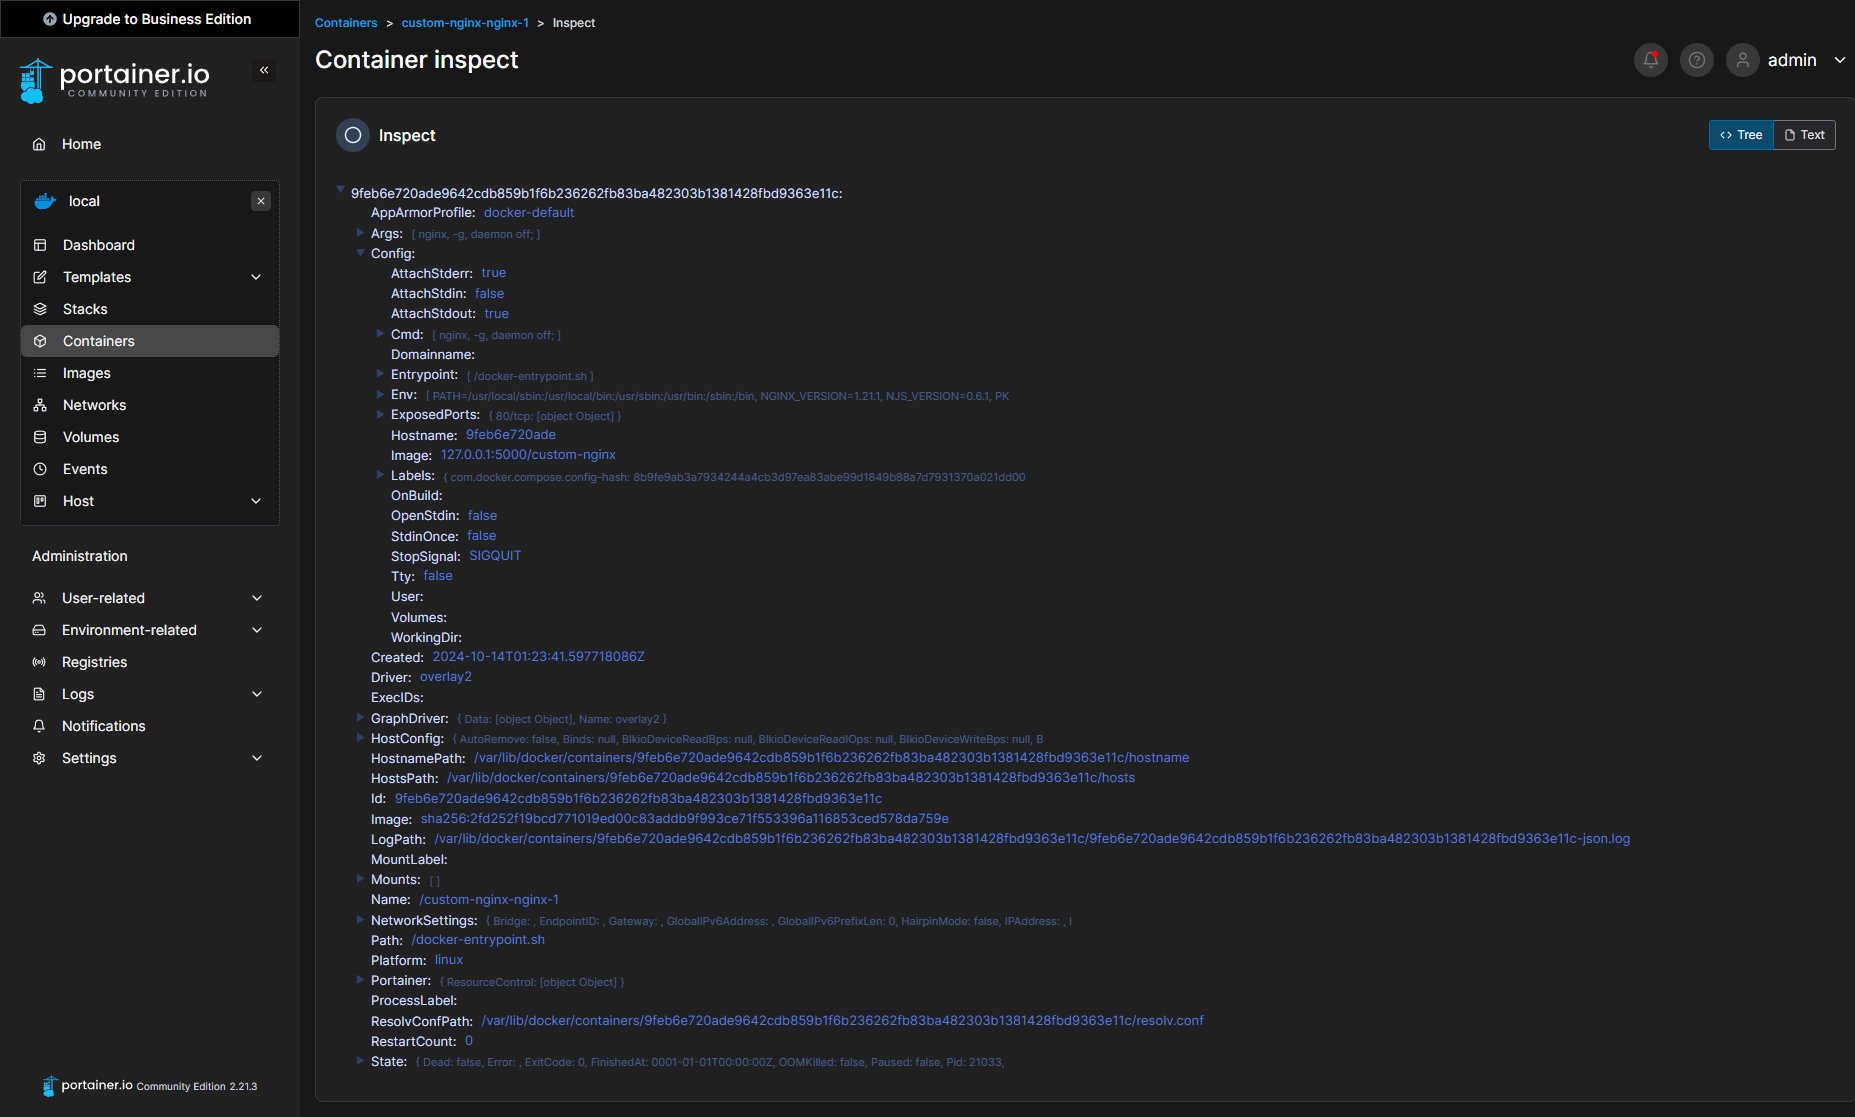 Upgrade to Business Edition
portainer.io
COMMUNITY EDITION
Home
local
Dashboard
Templates
Stacks
Containers
Images
Networks
Volumes
Events
Host
Administration
User-related
Environment-related
Registries
Logs
Notifications
Settings
portainer.io Community Edition 2.21.3
Containers > custom-nginx-nginx-1 > Inspect
Container inspect
admin
Inspect
Tree
Text
9feb6e720ade9642cdb859b1f6b236262fb83ba482303b1381428fbd9363e11c:
AppArmorProfile: docker-default
Args: [ nginx, -g, daemon off; ]
Config:
AttachStderr: true
AttachStdin: false
AttachStdout: true
Cmd: [ nginx, -g, daemon off; ]
Domainname:
Entrypoint: [ /docker-entrypoint.sh ]
Env: [ PATH=/usr/local/sbin:/usr/local/bin:/usr/sbin:/usr/bin:/sbin:/bin, NGINX_VERSION=1.21.1, NJS_VERSION=0.6.1, PK
ExposedPorts: { 80/tcp: [object Object] }
Hostname: 9feb6e720ade
Image: 127.0.0.1:5000/custom-nginx
Labels: { com.docker.compose.config-hash: 8b9fe9ab3a7934244a4cb3d97ea83abe99d1849b88a7d7931370a021dd00
OnBuild:
OpenStdin: false
StdinOnce: false
StopSignal: SIGQUIT
Tty: false
User:
Volumes:
WorkingDir:
Created: 2024-10-14T01:23:41.597718086Z
Driver: overlay2
ExecIDs:
GraphDriver: { Data: [object Object], Name: overlay2 }
HostConfig: { AutoRemove: false, Binds: null, BlkioDeviceReadBps: null, BlkioDeviceReadIOps: null, BlkioDeviceWriteBps: null, B
HostnamePath: /var/lib/docker/containers/9feb6e720ade9642cdb859b1f6b236262fb83ba482303b1381428fbd9363e11c/hostname
HostsPath: /var/lib/docker/containers/9feb6e720ade9642cdb859b1f6b236262fb83ba482303b1381428fbd9363e11c/hosts
Id: 9feb6e720ade9642cdb859b1f6b236262fb83ba482303b1381428fbd9363e11c
Image: sha256:2fd252f19bcd771019ed00c83addb9f993ce71f553396a116853ced578da759e
LogPath: /var/lib/docker/containers/9feb6e720ade9642cdb859b1f6b236262fb83ba482303b1381428fbd9363e11c/9feb6e720ade9642cdb859b1f6b236262fb83ba482303b1381428fbd9363e11c-json.log
MountLabel:
Mounts: [ ]
Name: /custom-nginx-nginx-1
NetworkSettings: { Bridge: , EndpointID: , Gateway: , GlobalIPv6Address: , GlobalIPv6PrefixLen: 0, HairpinMode: false, IPAddress: , I
Path: /docker-entrypoint.sh
Platform: linux
Portainer: { ResourceControl: [object Object] }
ProcessLabel:
ResolvConfPath: /var/lib/docker/containers/9feb6e720ade9642cdb859b1f6b236262fb83ba482303b1381428fbd9363e11c/resolv.conf
RestartCount: 0
State: { Dead: false, Error: , ExitCode: 0, FinishedAt: 0001-01-01T00:00:00Z, OOMKilled: false, Paused: false, Pid: 21033,